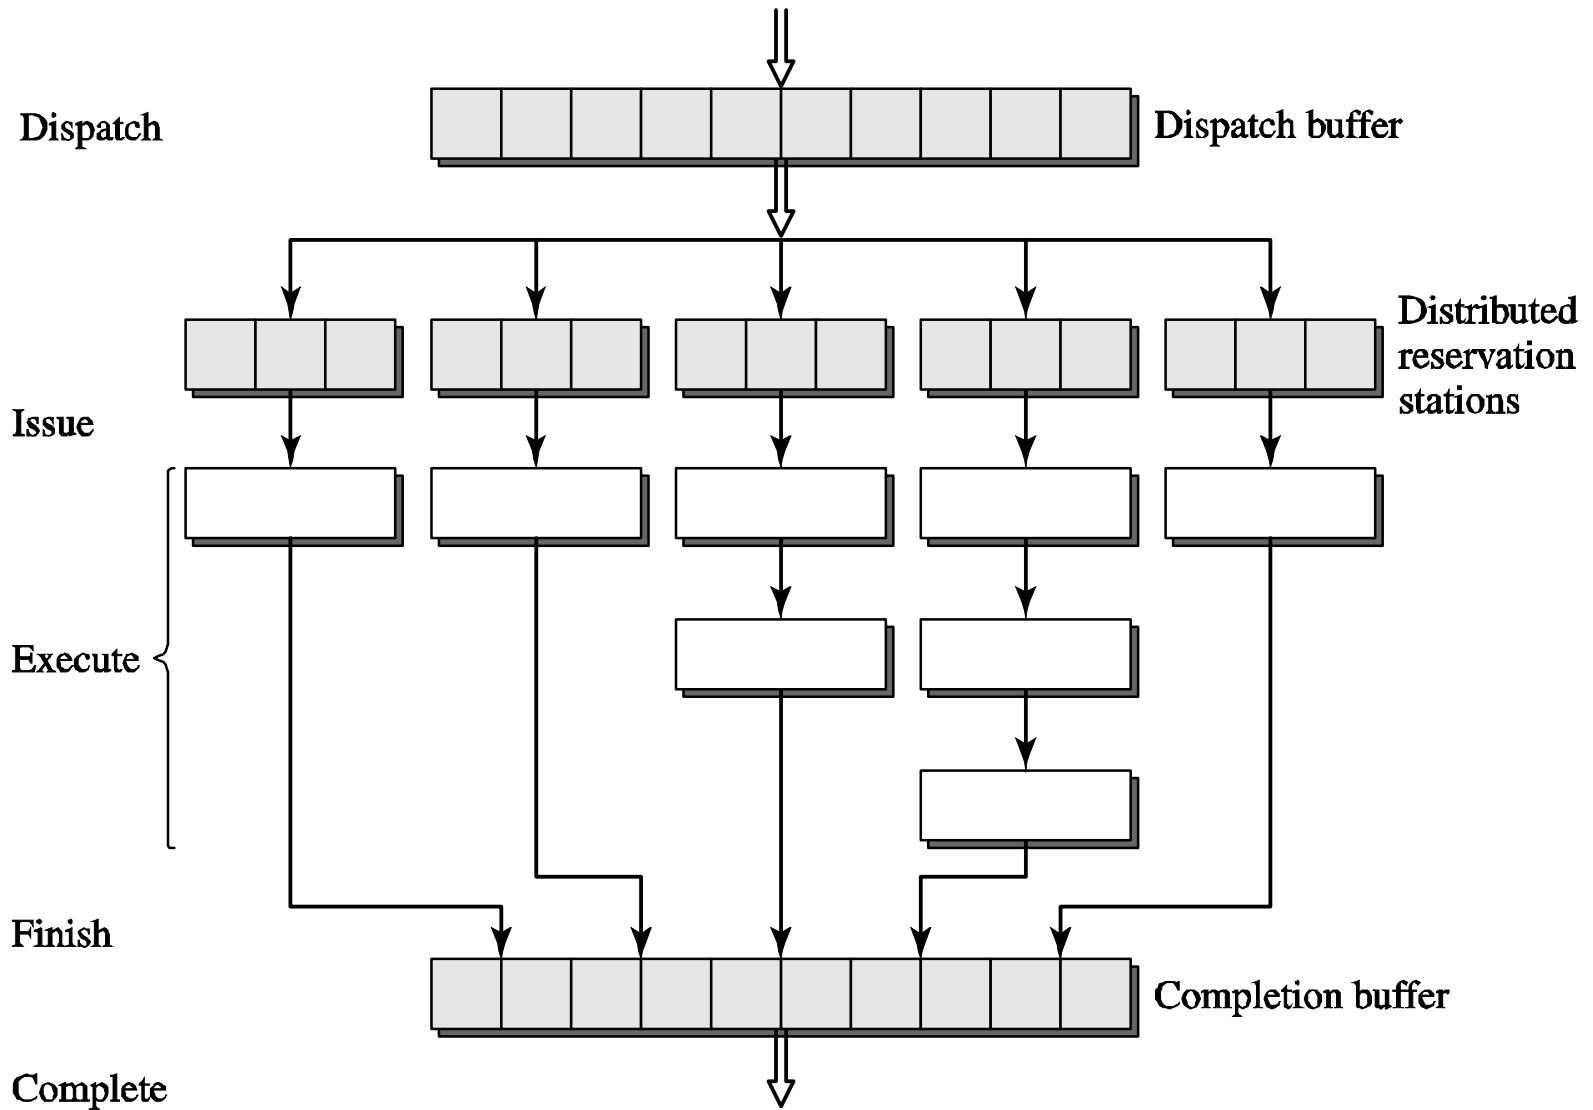 Dispatch
Dispatch buffer
Distributed
reservation
stations
Issue
Execute
Finish
Completion buffer
Complete